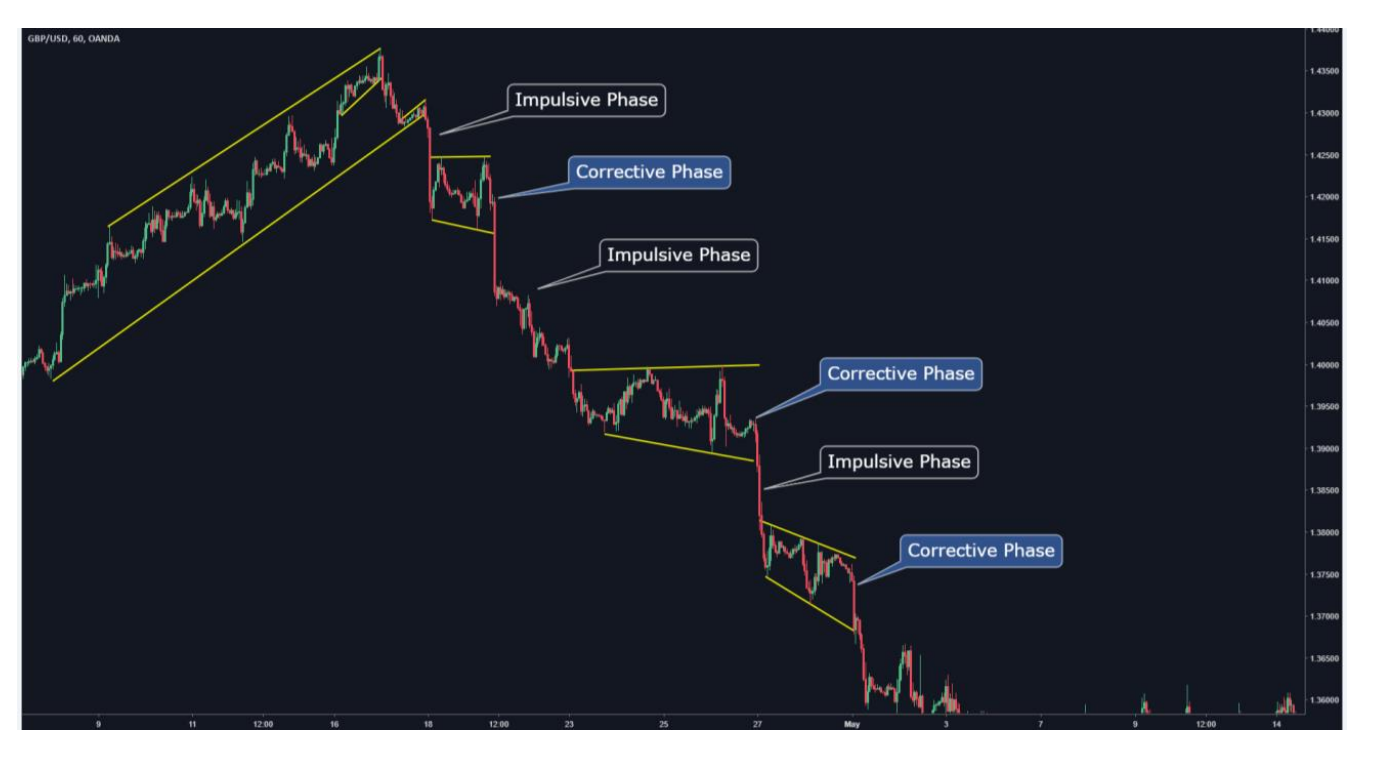 GBP/USD, 60, OANDA
1.44000
1.43500
Impulsive Phase
1.43000
1.42500
Corrective Phase
1.42000
1.41500
Impulsive Phase
1.41000
1.40500
1.40000
Corrective Phase
1.39500
1.39000
Impulsive Phase
1.38500
1.38000
Corrective Phase
1.37500
1.37000
1.36500
1.36000
9 11 12:00 16 18 12:00 23 25 27 May 3 7 9 12:00 14